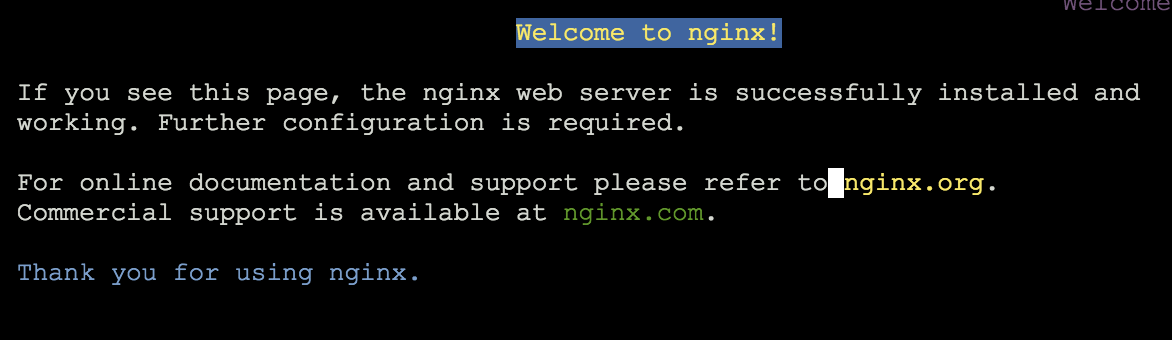 Welcome
Welcome to nginx!
If you see this page, the nginx web server is successfully installed and
working. Further configuration is required.
For online documentation and support please refer to nginx.org.
Commercial support is available at nginx.com.
Thank you for using nginx.